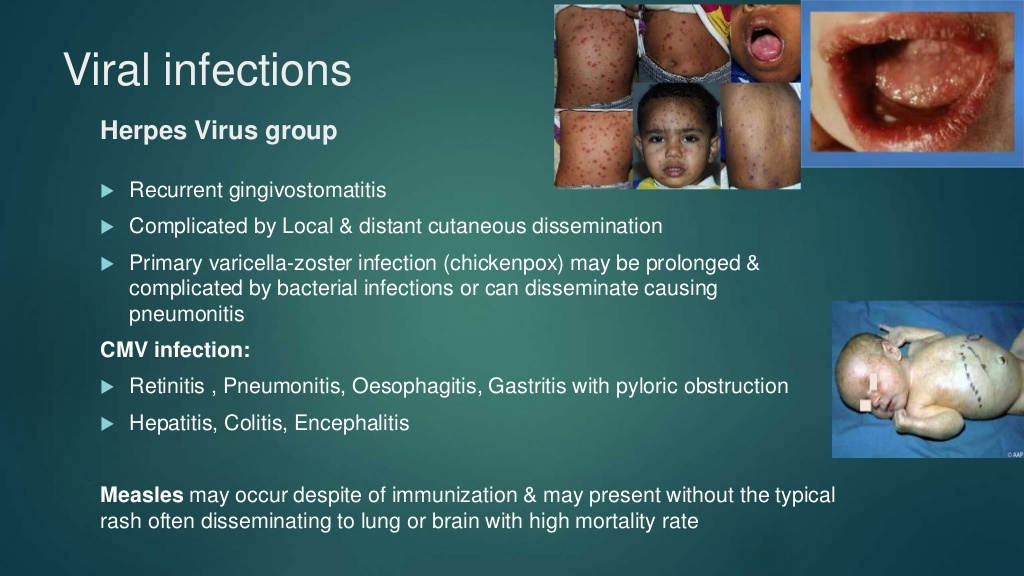 Viral infections
Herpes Virus group
Recurrent gingivostomatitis
Complicated by Local & distant cutaneous dissemination
Primary varicella-zoster infection (chickenpox) may be prolonged &
complicated by bacterial infections or can disseminate causing
pneumonitis
CMV infection:
Retinitis , Pneumonitis, Oesophagitis, Gastritis with pyloric obstruction
Hepatitis, Colitis, Encephalitis
© AAP
Measles may occur despite of immunization & may present without the typical
rash often disseminating to lung or brain with high mortality rate